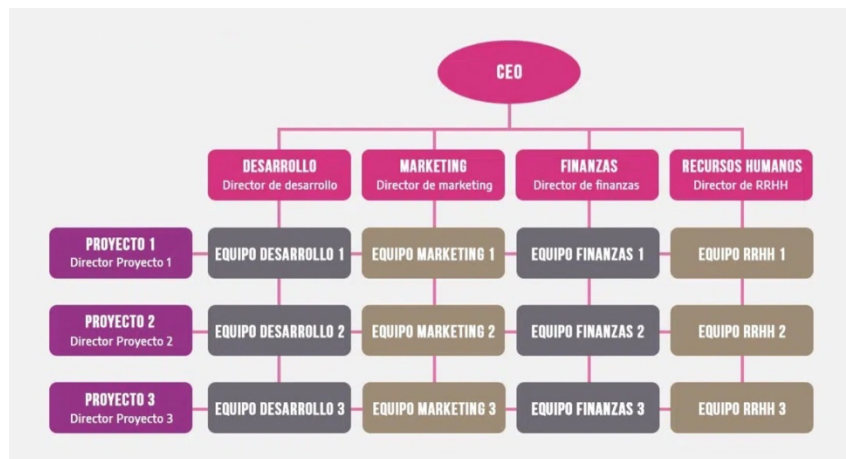 CEO
DESARROLLO
Director de desarrollo
MARKETING
Director de marketing
FINANZAS
Director de finanzas
RECURSOS HUMANOS
Director de RRHH
PROYECTO 1
Director Proyecto 1
EQUIPO DESARROLLO 1
EQUIPO MARKETING 1
EQUIPO FINANZAS 1
EQUIPO RRHH 1
PROYECTO 2
Director Proyecto 2
EQUIPO DESARROLLO 2
EQUIPO MARKETING 2
EQUIPO FINANZAS 2
EQUIPO RRHH 2
PROYECTO 3
Director Proyecto 3
EQUIPO DESARROLLO 3
EQUIPO MARKETING 3
EQUIPO FINANZAS 3
EQUIPO RRHH 3